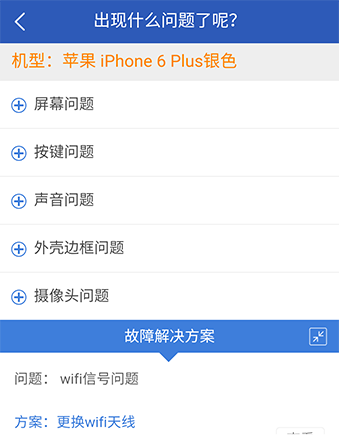 出现什么问题了呢?
机型：苹果 iPhone 6 Plus银色
屏幕问题
按键问题
声音问题
外壳边框问题
摄像头问题
故障解决方案
问题： wifi信号问题
方案：更换wifi天线